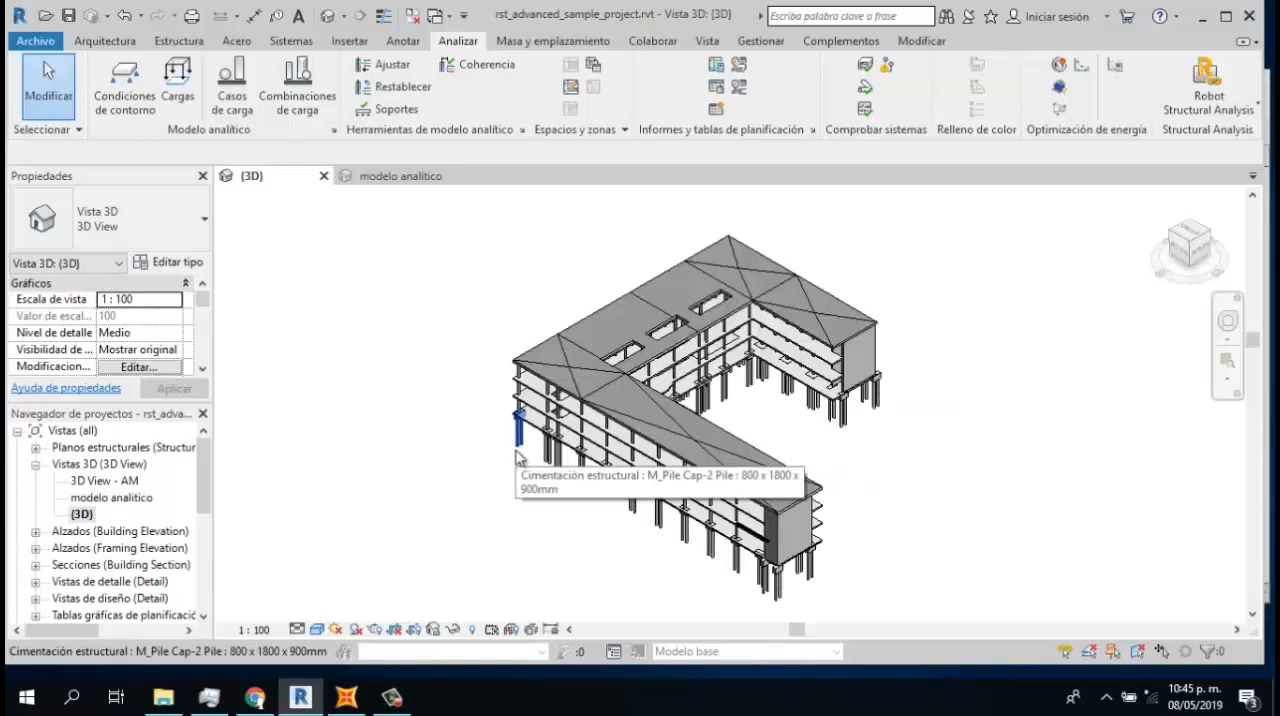 rst_advanced_sample_project.rvt - Vista 3D: {3D}
Escriba palabra clave o frase
Iniciar sesión
Archivo Arquitectura Estructura Acero Sistemas Insertar Anotar Analizar Masa y emplazamiento Colaborar Vista Gestionar Complementos Modificar
Modificar
Condiciones de contorno
Cargas
Casos de carga
Combinaciones de carga
Ajustar
Coherencia
Restablecer
Soportes
Robot
Structural Analysis
Seleccionar Modelo analítico Herramientas de modelo analítico Espacios y zonas Informes y tablas de planificación Comprobar sistemas Relleno de color Optimización de energía Structural Analysis
Propiedades
{3D}
modelo analítico
Vista 3D
3D View
Vista 3D: {3D}
Editar tipo
Gráficos
Escala de vista 1 : 100
Valor de escal... 100
Nivel de detalle Medio
Visibilidad de ... Mostrar original
Modificacion... Editar...
Ayuda de propiedades Aplicar
Navegador de proyectos - rst_adva...
Vistas (all)
Planos estructurales (Structur
Vistas 3D (3D View)
3D View - AM
modelo analítico
{3D}
Alzados (Building Elevation)
Alzados (Framing Elevation)
Secciones (Building Section)
Vistas de detalle (Detail)
Vistas de diseño (Detail)
Tablas gráficas de planificació
Cimentación estructural : M_Pile Cap-2 Pile : 800 x 1800 x
900mm
1 : 100
Cimentación estructural : M_Pile Cap-2 Pile : 800 x 1800 x 900mm
:0
Modelo base
:0
10:45 p. m.
08/05/2019
3